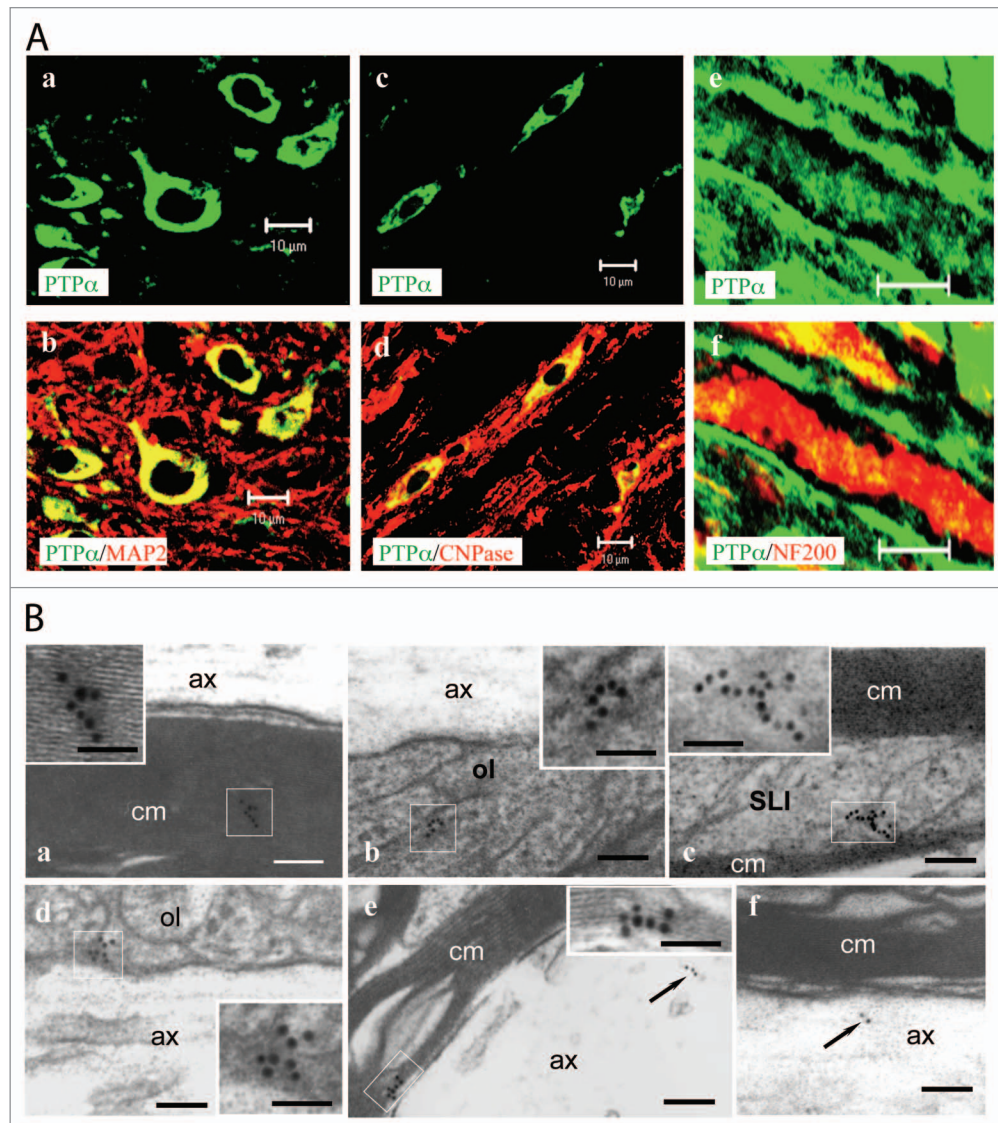 A
a
c
e
10 µm
10 µm
PTPα
PTPα
PTPα
b
d
f
10 µm
10 µm
PTPα/MAP2
PTPα/CNPase
PTPα/NF200
B
ax
cm
a
ax
ol
b
cm
SLI
cm
c
d
ol
ax
e
cm
ax
f
cm
ax